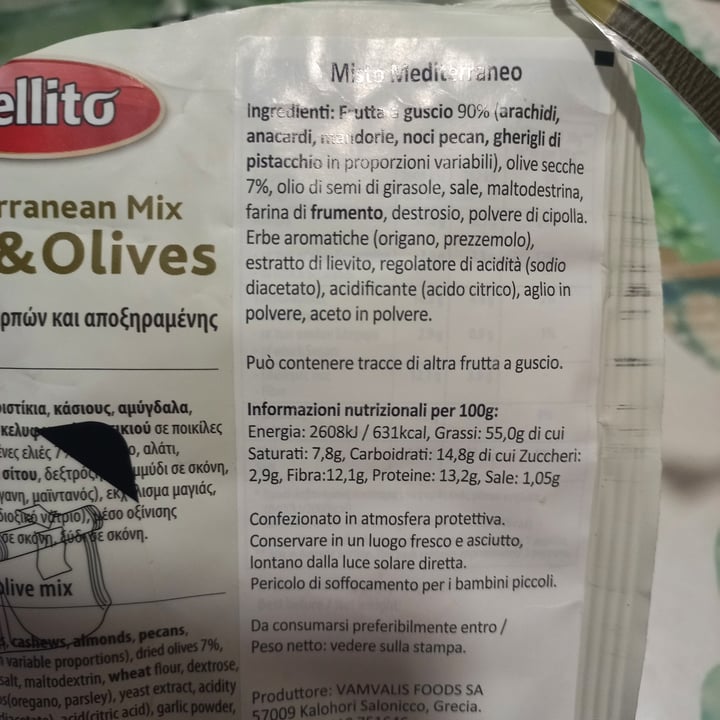 ellito
rranean Mix
&Olives
ρπών και αποξηραμένης
ιστίκια, κάσιους, αμύγδαλα,
σε ποικίλες
αλάτι,
σίτου,
σε σκόνη,
μαϊντανός), μαγιάς,
οξίνισης
σε σκόνη.
live mix
cashews, almonds, pecans,
variable proportions), dried olives 7%,
salt, maltodextrin, wheat flour, dextrose,
(oregano, parsley), yeast extract, acidity
acid(citric acid), garlic powder,
Misto Mediterraneo
Ingredienti: Frutta a guscio 90% (arachidi,
anacardi, mandorle, noci pecan, gherigli di
pistacchio in proporzioni variabili), olive secche
7%, olio di semi di girasole, sale, maltodestrina,
farina di frumento, destrosio, polvere di cipolla.
Erbe aromatiche (origano, prezzemolo),
estratto di lievito, regolatore di acidità (sodio
diacetato), acidificante (acido citrico), aglio in
polvere, aceto in polvere.
Può contenere tracce di altra frutta a guscio.
Informazioni nutrizionali per 100g:
Energia: 2608kJ / 631kcal, Grassi: 55,0g di cui
Saturati: 7,8g, Carboidrati: 14,8g di cui Zuccheri:
2,9g, Fibra:12,1g, Proteine: 13,2g, Sale: 1,05g
Confezionato in atmosfera protettiva.
Conservare in un luogo fresco e asciutto,
lontano dalla luce solare diretta.
Pericolo di soffocamento per i bambini piccoli.
Da consumarsi preferibilmente entro /
Peso netto: vedere sulla stampa.
Produttore: VAMVALIS FOODS SA
57009 Kalohori Salonicco, Grecia.